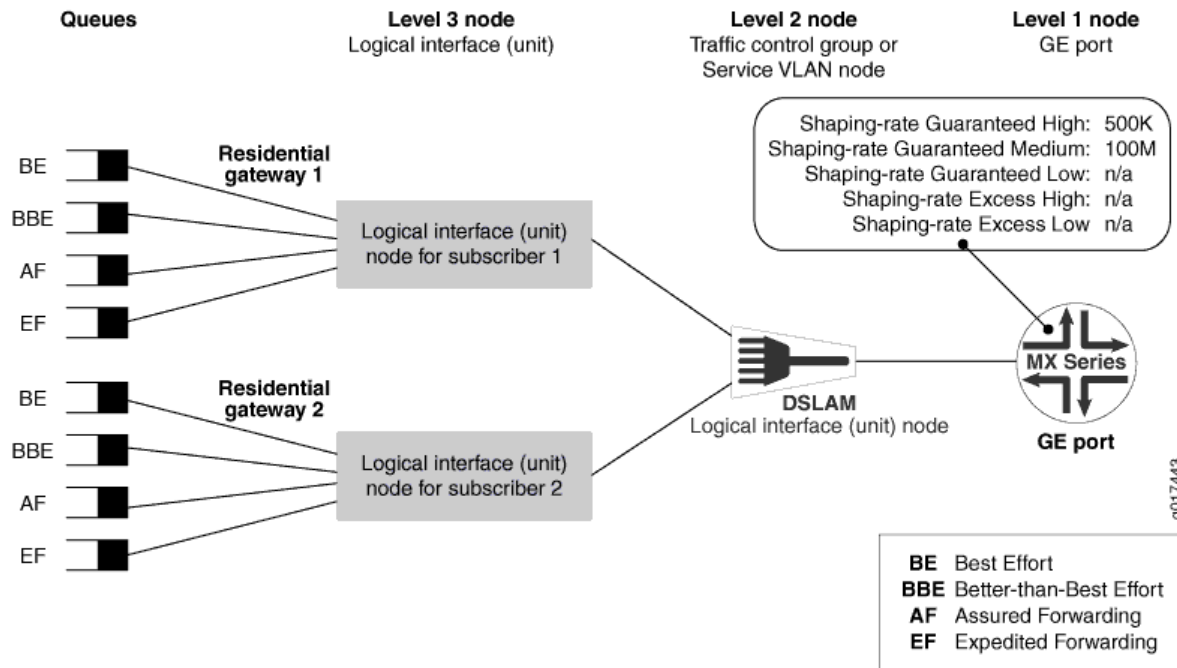 Queues
Level 3 node
Logical interface (unit)
Level 2 node
Traffic control group or
Service VLAN node
Level 1 node
GE port
Shaping-rate Guaranteed High: 500K
Shaping-rate Guaranteed Medium: 100M
Shaping-rate Guaranteed Low: n/a
Shaping-rate Excess High: n/a
Shaping-rate Excess Low n/a
BE
BBE
AF
EF
Residential
gateway 1
Logical interface (unit)
node for subscriber 1
BE
BBE
AF
EF
Residential
gateway 2
Logical interface (unit)
node for subscriber 2
DSLAM
Logical interface (unit) node
MX Series
GE port
g017443
BE Best Effort
BBE Better-than-Best Effort
AF Assured Forwarding
EF Expedited Forwarding